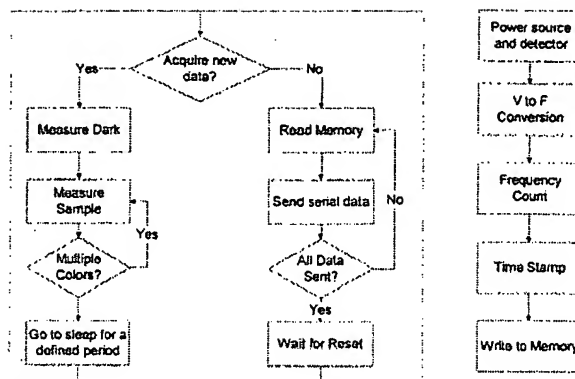 Acquire new
data?
Yes
No
Measure Dark
Measure
Sample
Yes
Multiple
Colors?
Go to sleep for a
defined period
Read Memory
Send serial data
No
All Data
Sent?
Yes
Wait for Reset
Power source
and detector
V to F
Conversion
Frequency
Count
Time Stamp
Write to Memory